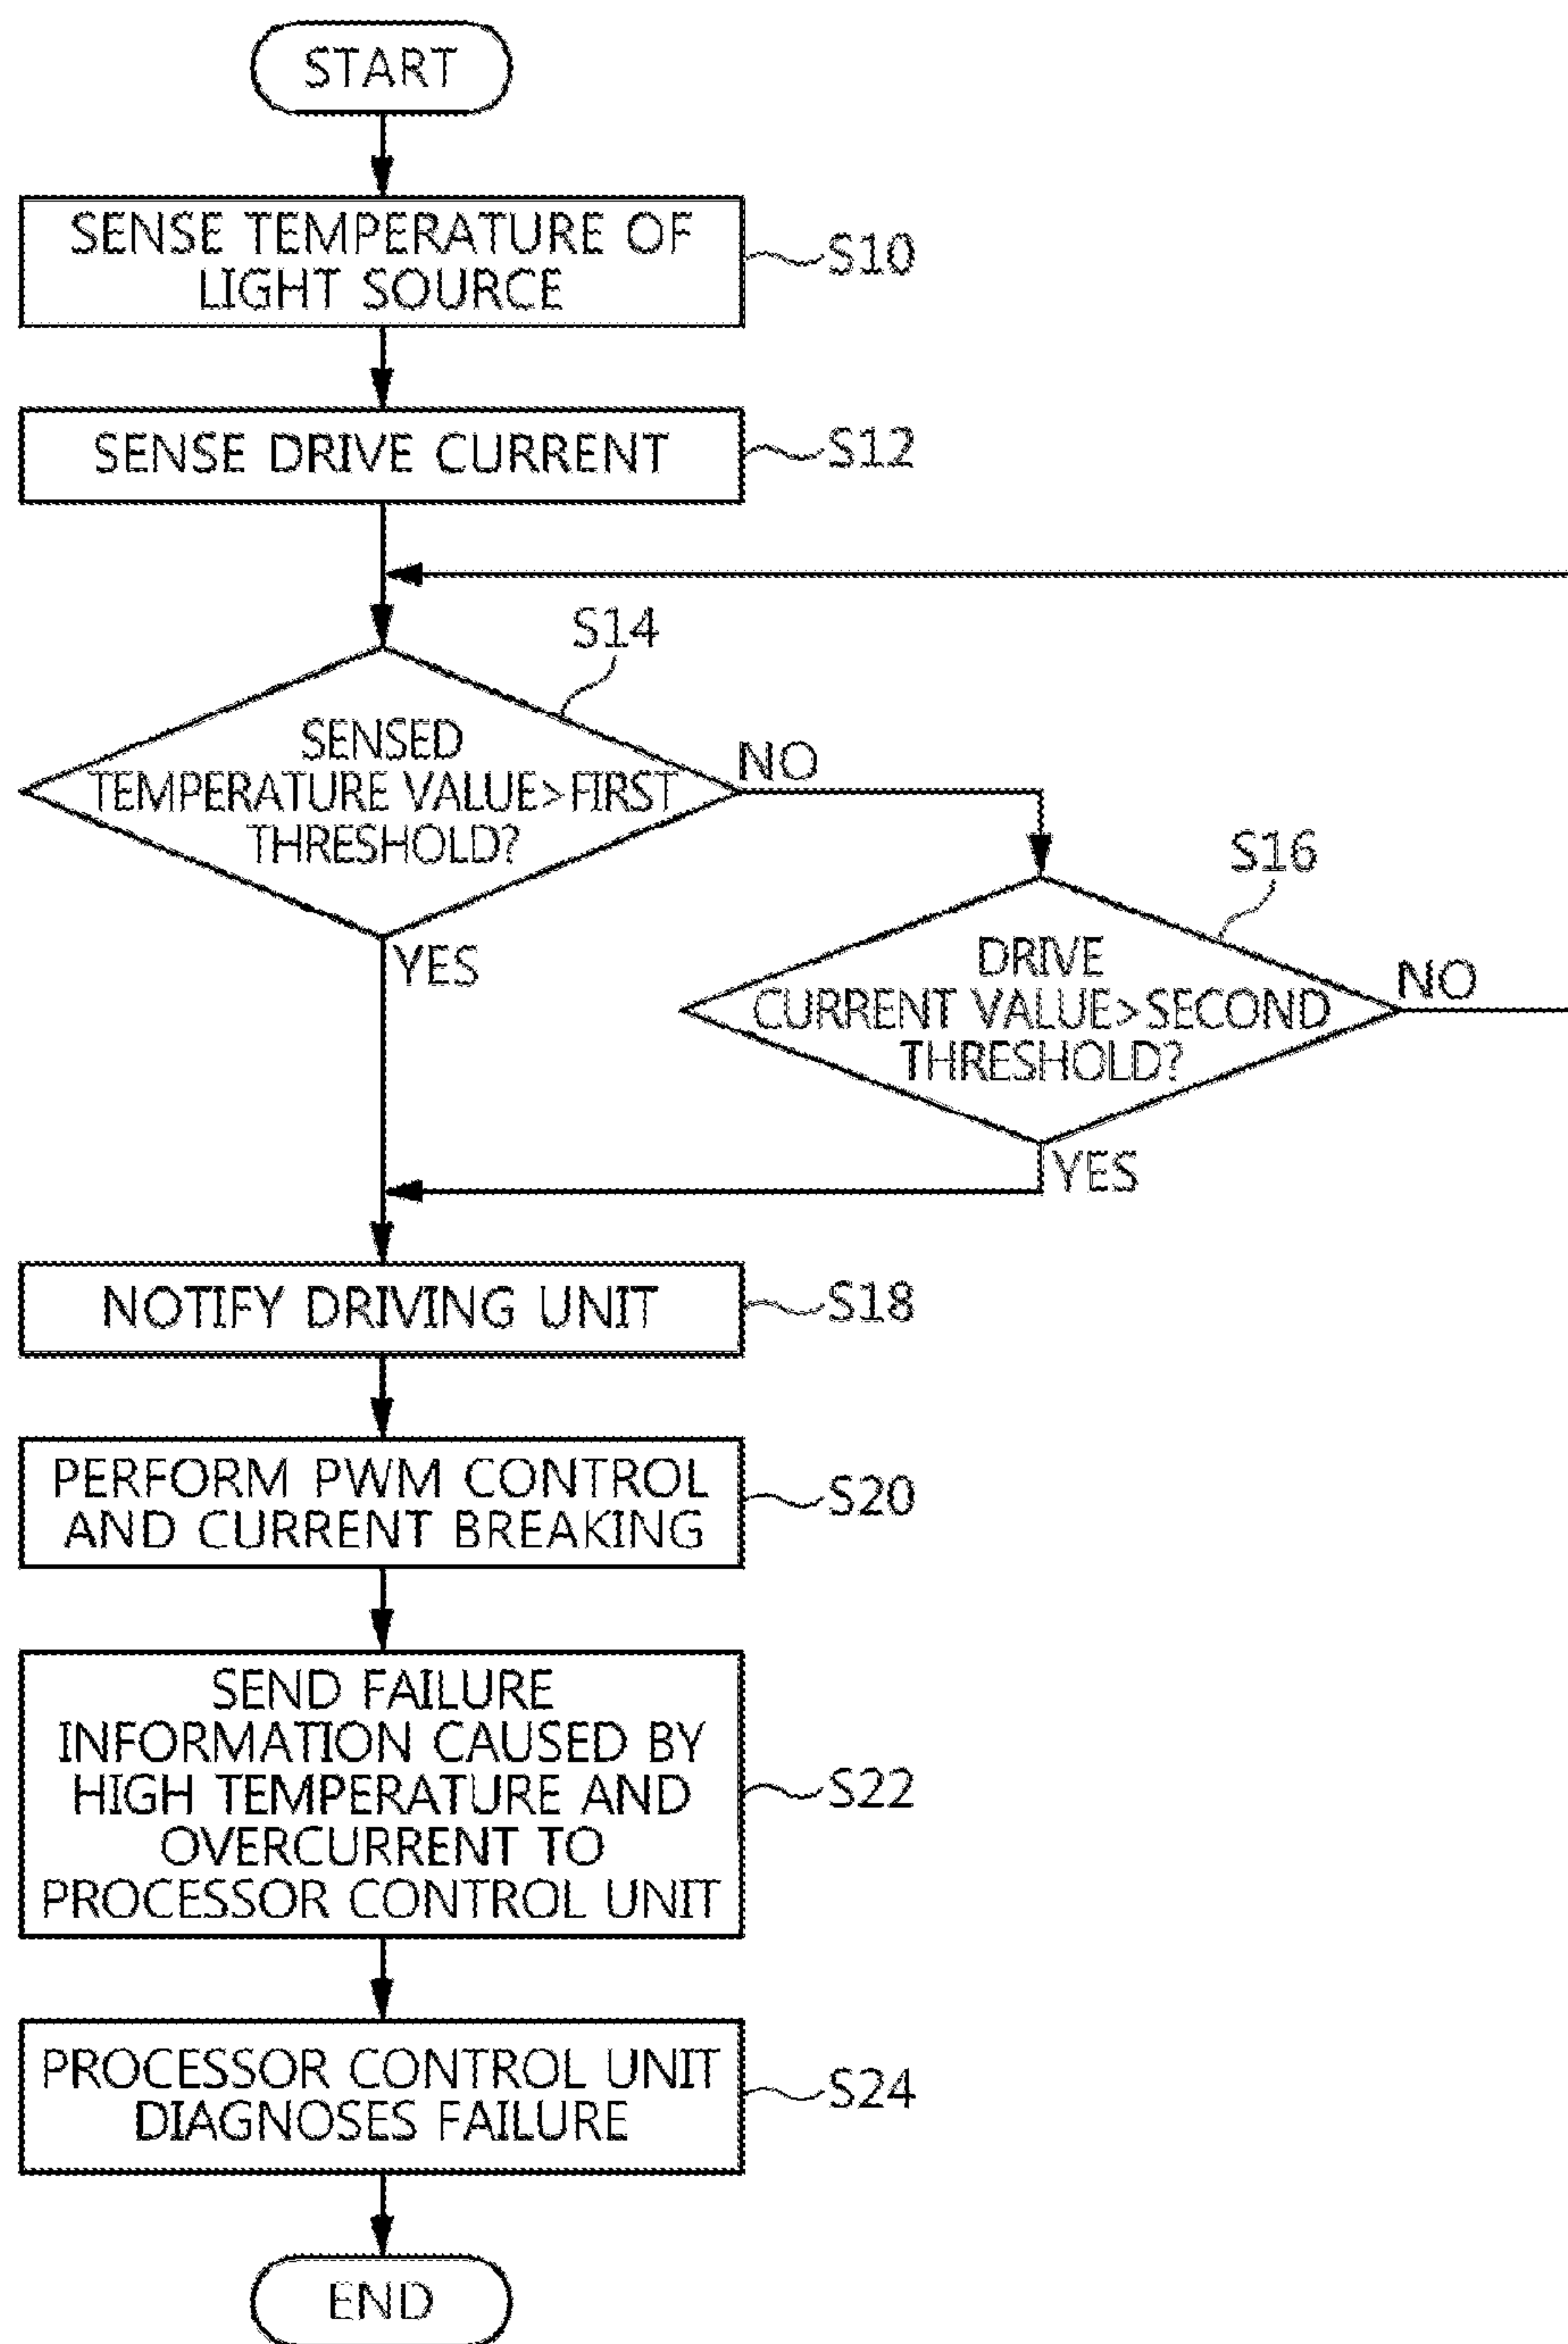 START
SENSE TEMPERATURE OF
LIGHT SOURCE
S10
SENSE DRIVE CURRENT
S12
S14
SENSED
TEMPERATURE VALUE>FIRST
THRESHOLD?
NO
YES
S16
DRIVE
CURRENT VALUE>SECOND
THRESHOLD?
NO
YES
NOTIFY DRIVING UNIT
S18
PERFORM PWM CONTROL
AND CURRENT BREAKING
S20
SEND FAILURE
INFORMATION CAUSED BY
HIGH TEMPERATURE AND
OVERCURRENT TO
PROCESSOR CONTROL UNIT
S22
PROCESSOR CONTROL UNIT
DIAGNOSES FAILURE
S24
END